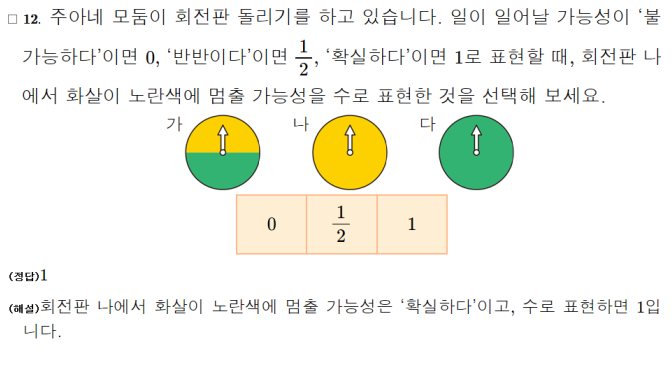 □ 12. 주아네 모둠이 회전판 돌리기를 하고 있습니다. 일이 일어날 가능성이 ‘불
가능하다’이면 0, ‘반반이다’이면 1/2, ‘확실하다’이면 1로 표현할 때, 회전판 나
에서 화살이 노란색에 멈출 가능성을 수로 표현한 것을 선택해 보세요.
가 나 다
0 1/2 1
(정답)1
(해설)회전판 나에서 화살이 노란색에 멈출 가능성은 ‘확실하다’이고, 수로 표현하면 1입
니다.